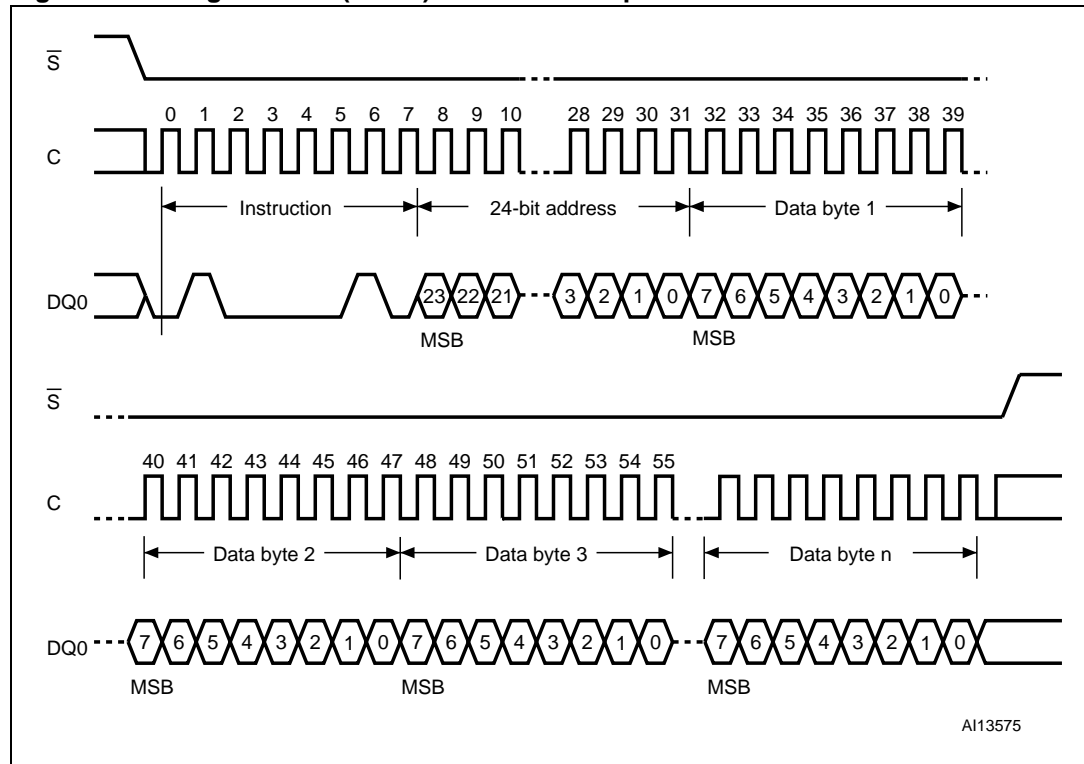 S
0 1 2 3 4 5 6 7 8 9 10 28 29 30 31 32 33 34 35 36 37 38 39
C
Instruction 24-bit address Data byte 1
DQ0 23 22 21 3 2 1 0 7 6 5 4 3 2 1 0
MSB MSB
S
40 41 42 43 44 45 46 47 48 49 50 51 52 53 54 55
C
Data byte 2 Data byte 3 Data byte n
DQ0 7 6 5 4 3 2 1 0 7 6 5 4 3 2 1 0 7 6 5 4 3 2 1 0
MSB MSB MSB
AI13575